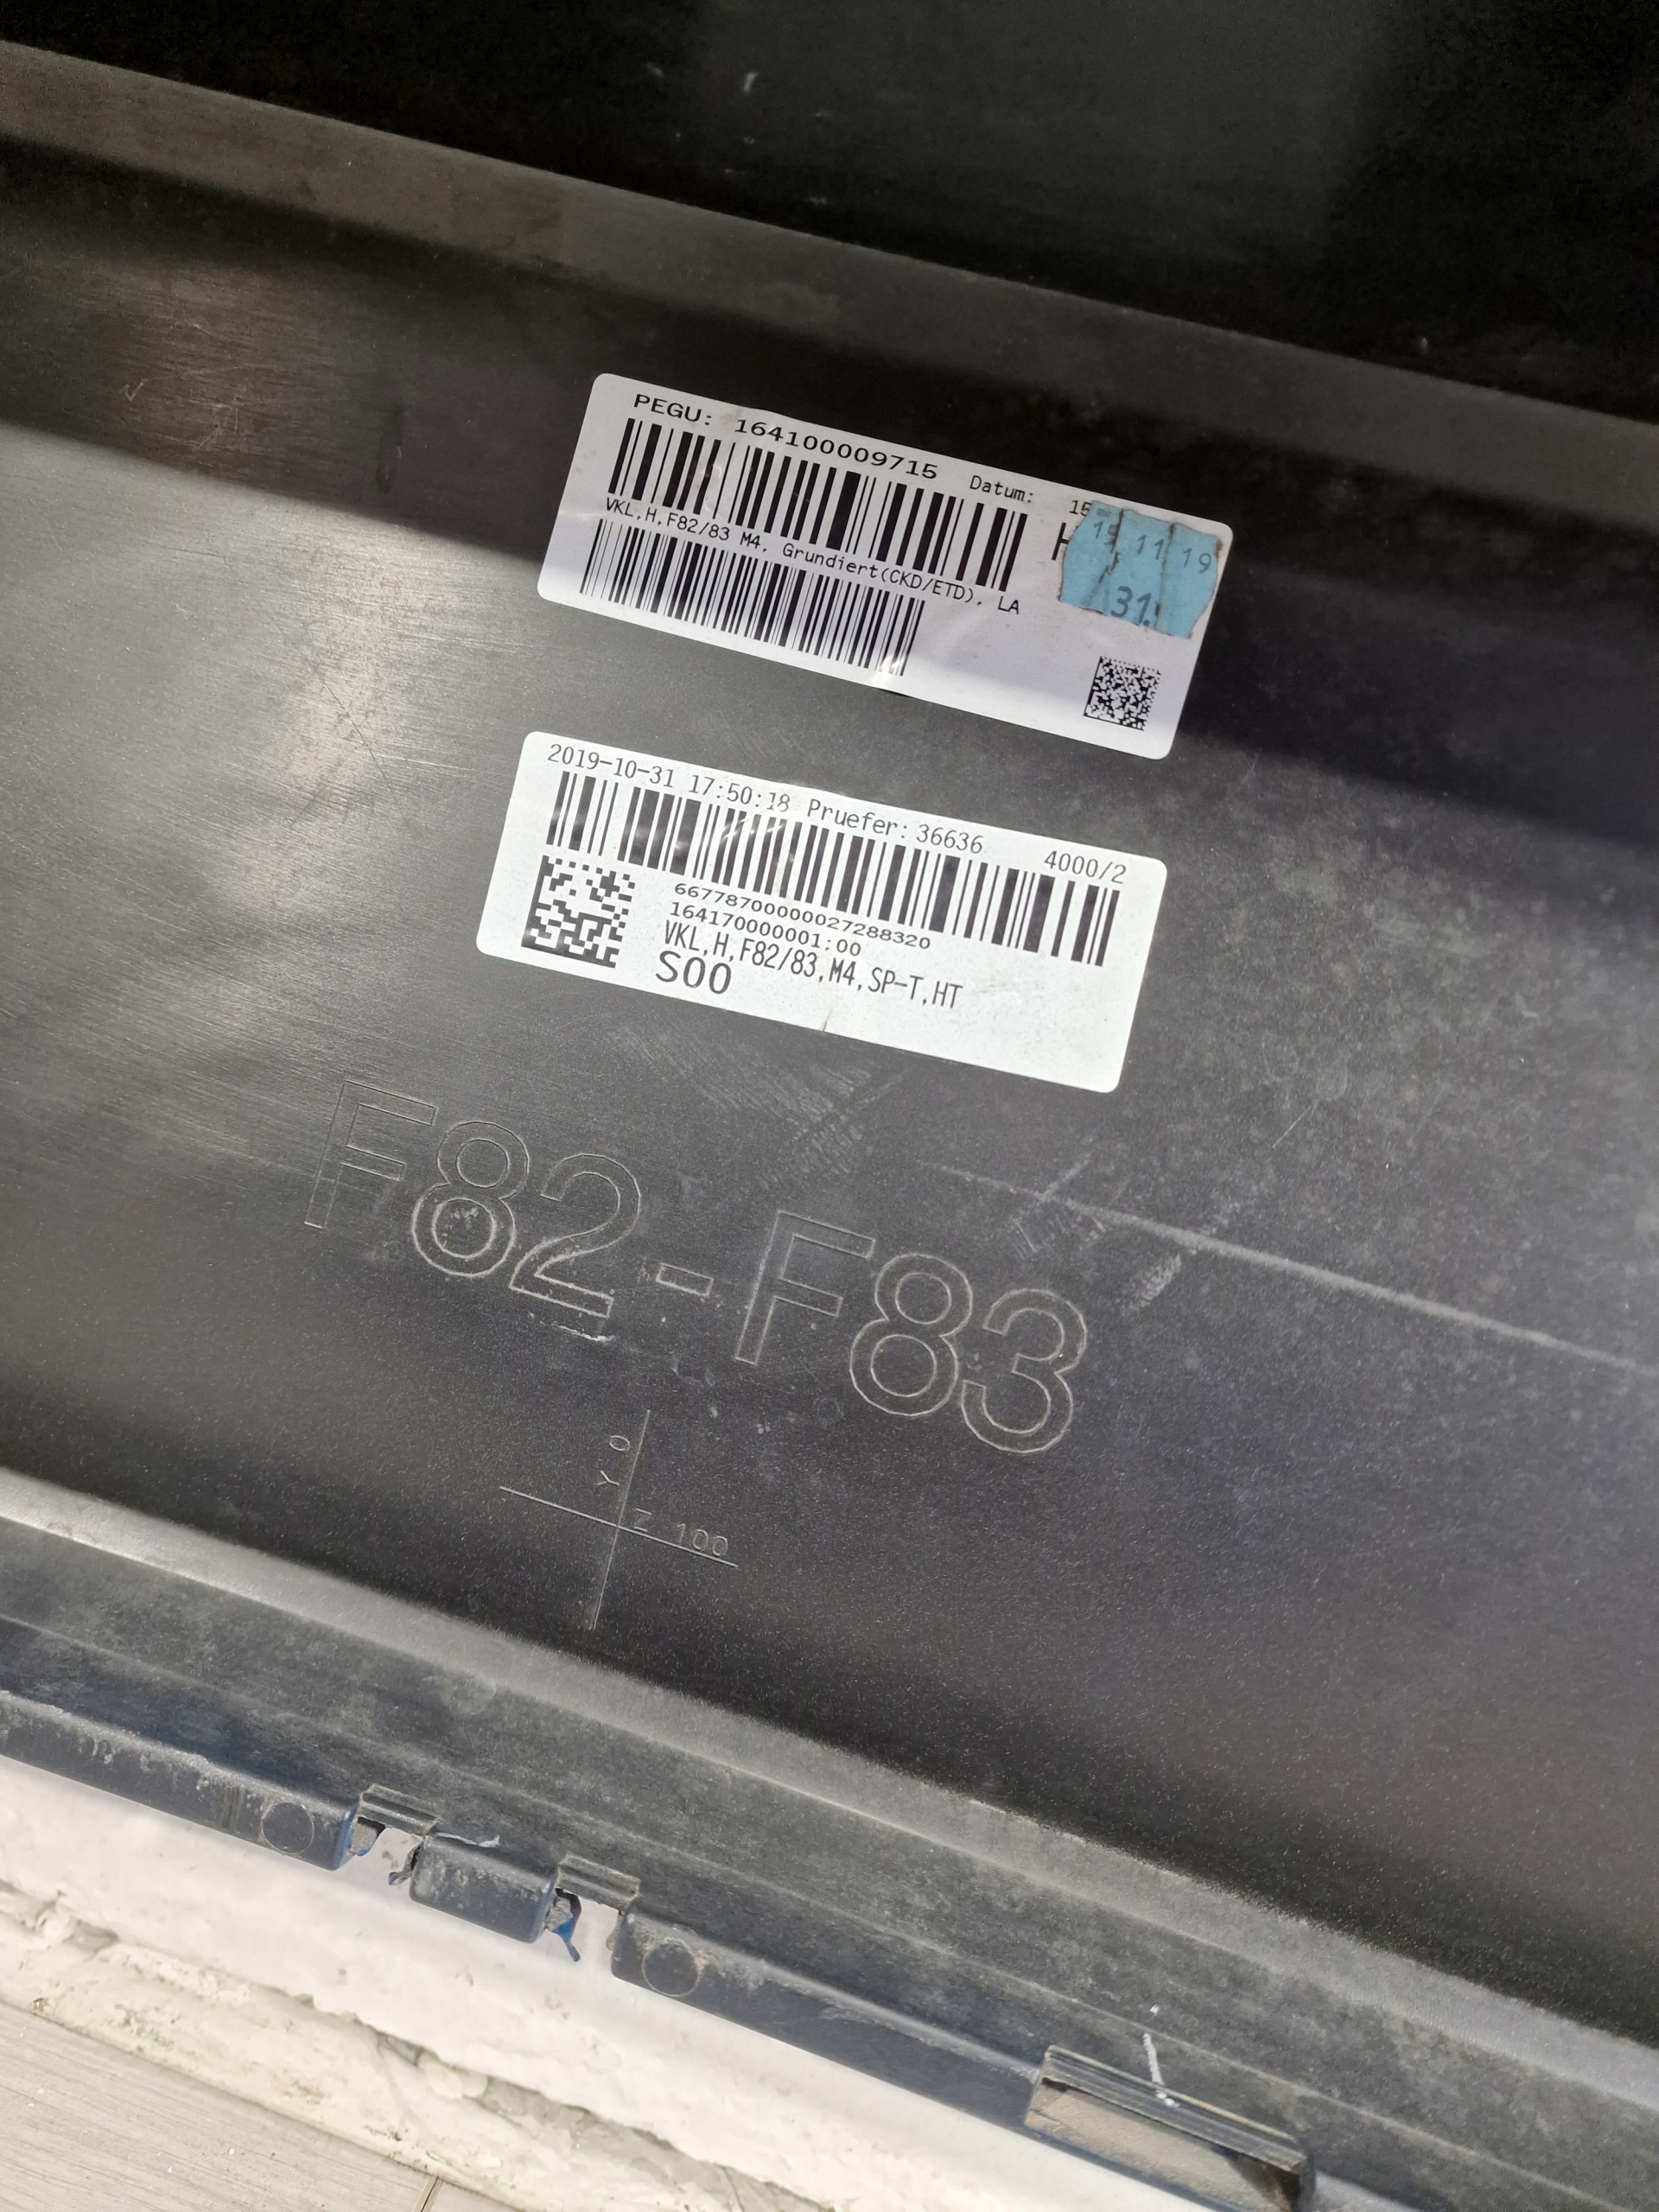 PEGU: 164100009715 Datum:
VKL,H,F82/83 M4, Grundiert(CKD/ETD), LA
15 11 19
31.
2019-10-31 17:50:18 Pruefer: 36636 4000/2
6677870000027288320
164170000001:00
VKL,H,F82/83,M4,SP-T,HT
S00
F82-F83
Y 0
Z 100